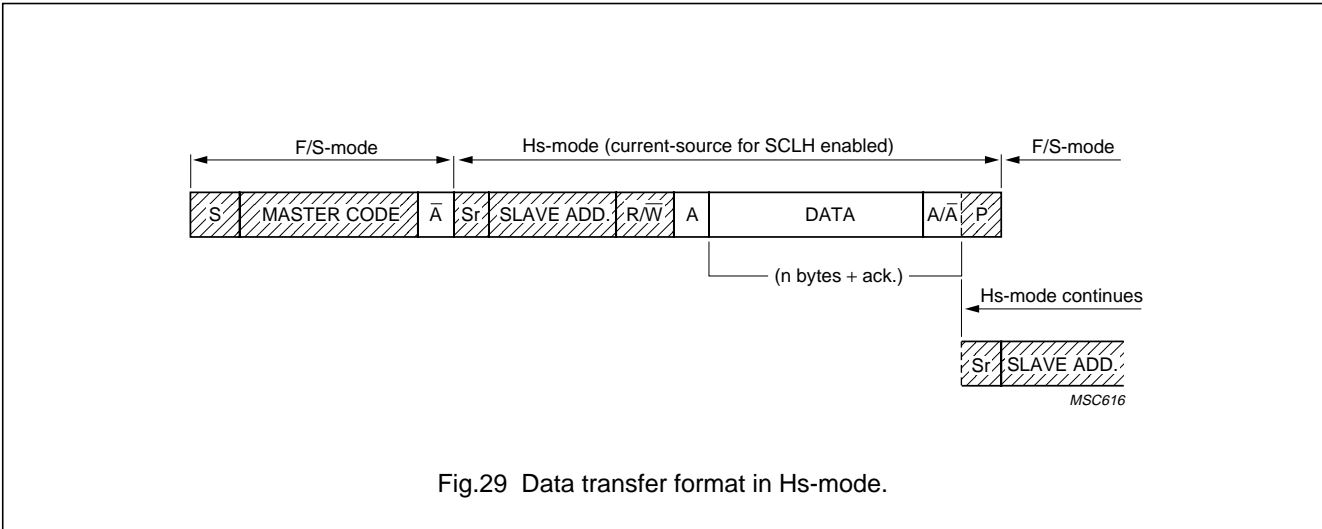 F/S-mode Hs-mode (current-source for SCLH enabled) F/S-mode
S MASTER CODE A̅ Sr SLAVE ADD. R/W̅ A DATA A/A̅ P
(n bytes + ack.)
Hs-mode continues
Sr SLAVE ADD.
MSC616
Fig.29 Data transfer format in Hs-mode.